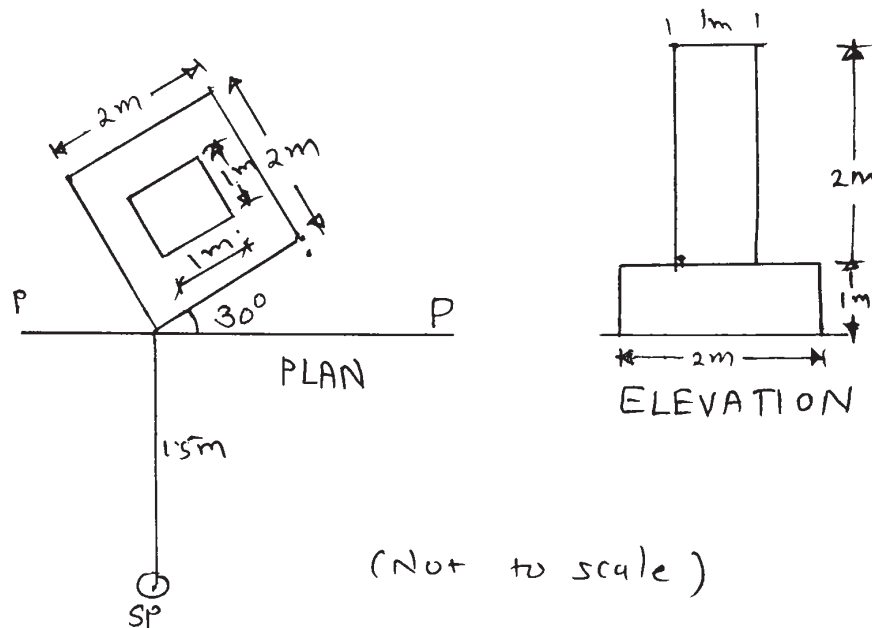 2m
2m
1m
1m.
30°
P P
PLAN
1.5m
SP
1m
2m
1m
2m
ELEVATION
(Not to scale)